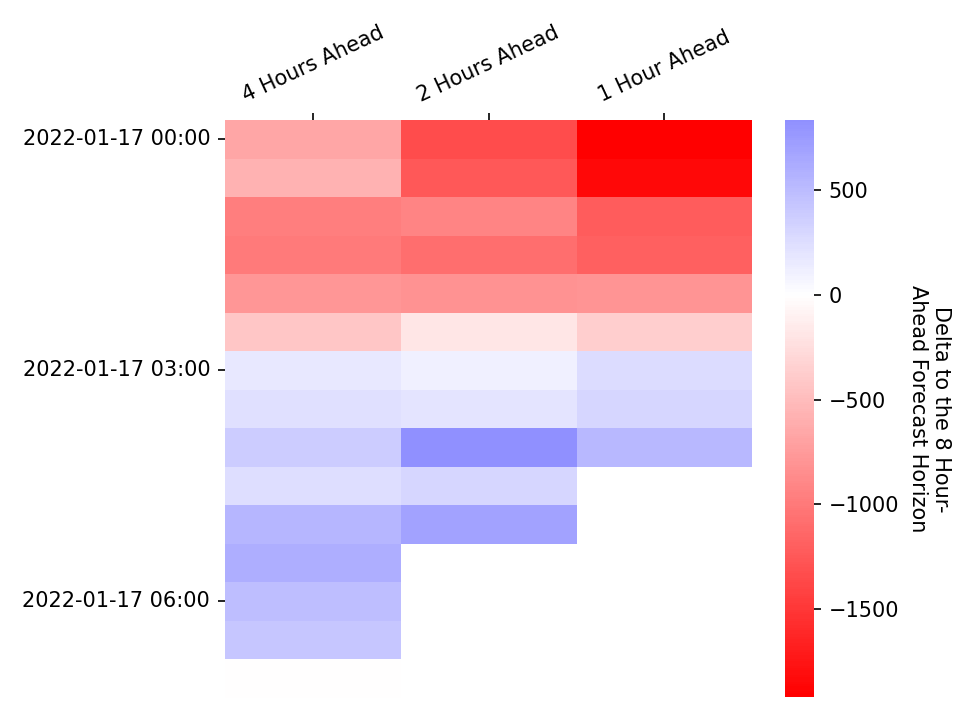 4 Hours Ahead
2 Hours Ahead
1 Hour Ahead
2022-01-17 00:00
2022-01-17 03:00
2022-01-17 06:00
500
0
−500
−1000
−1500
Delta to the 8 Hour-
Ahead Forecast Horizon